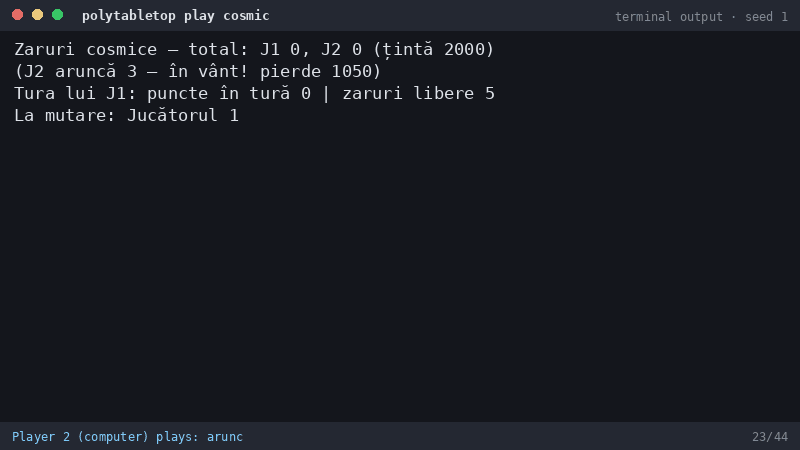 polytabletop play cosmic
terminal output · seed 1
Zaruri cosmice — total: J1 0, J2 0 (țintă 2000)
(J2 aruncă 3 — în vânt! pierde 1050)
Tura lui J1: puncte în tură 0 | zaruri libere 5
La mutare: Jucătorul 1
Player 2 (computer) plays: arunc
23/44